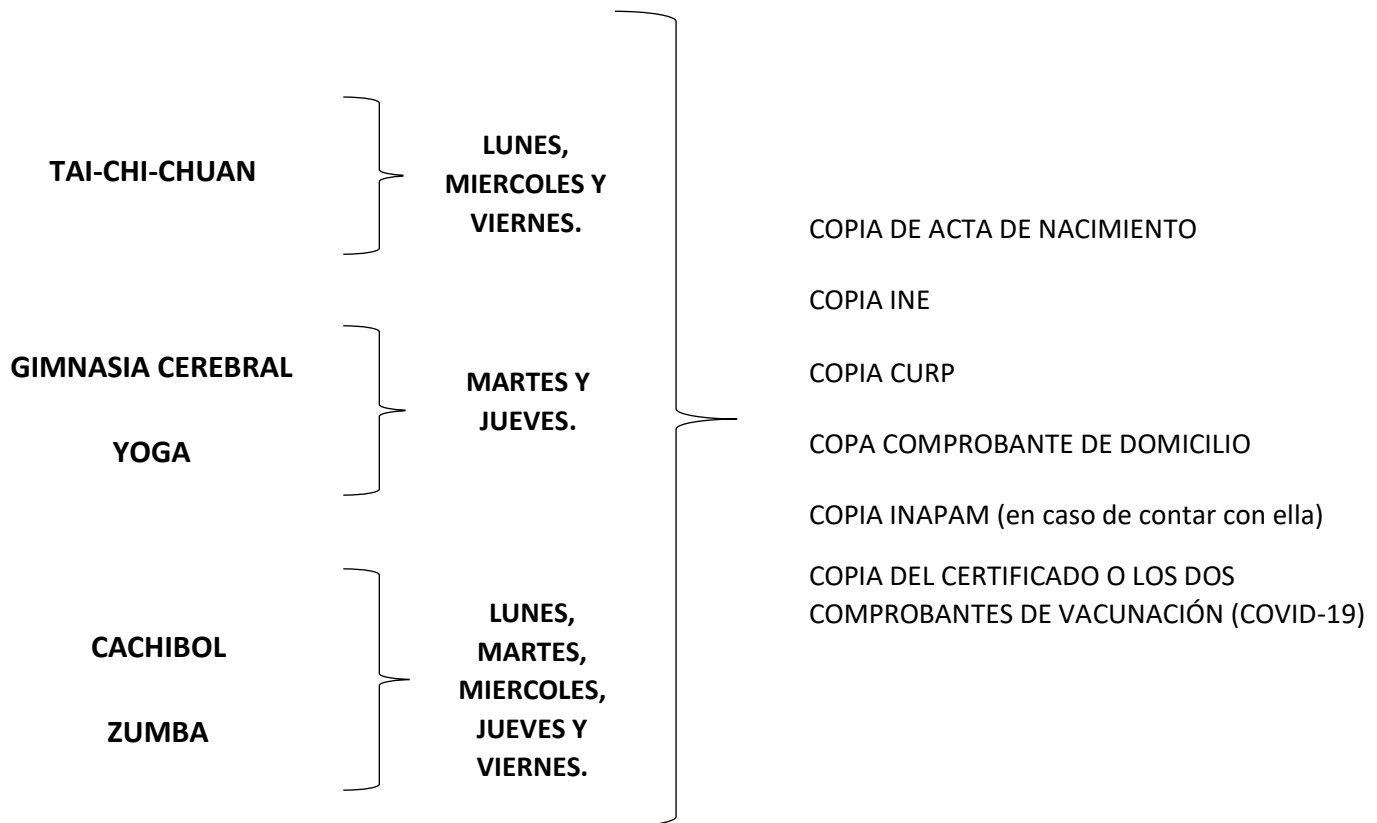 TAI-CHI-CHUAN
LUNES,
MIERCOLES Y
VIERNES.
GIMNASIA CEREBRAL
YOGA
MARTES Y
JUEVES.
CACHIBOL
ZUMBA
LUNES,
MARTES,
MIERCOLES,
JUEVES Y
VIERNES.
COPIA DE ACTA DE NACIMIENTO
COPIA INE
COPIA CURP
COPA COMPROBANTE DE DOMICILIO
COPIA INAPAM (en caso de contar con ella)
COPIA DEL CERTIFICADO O LOS DOS
COMPROBANTES DE VACUNACIÓN (COVID-19)